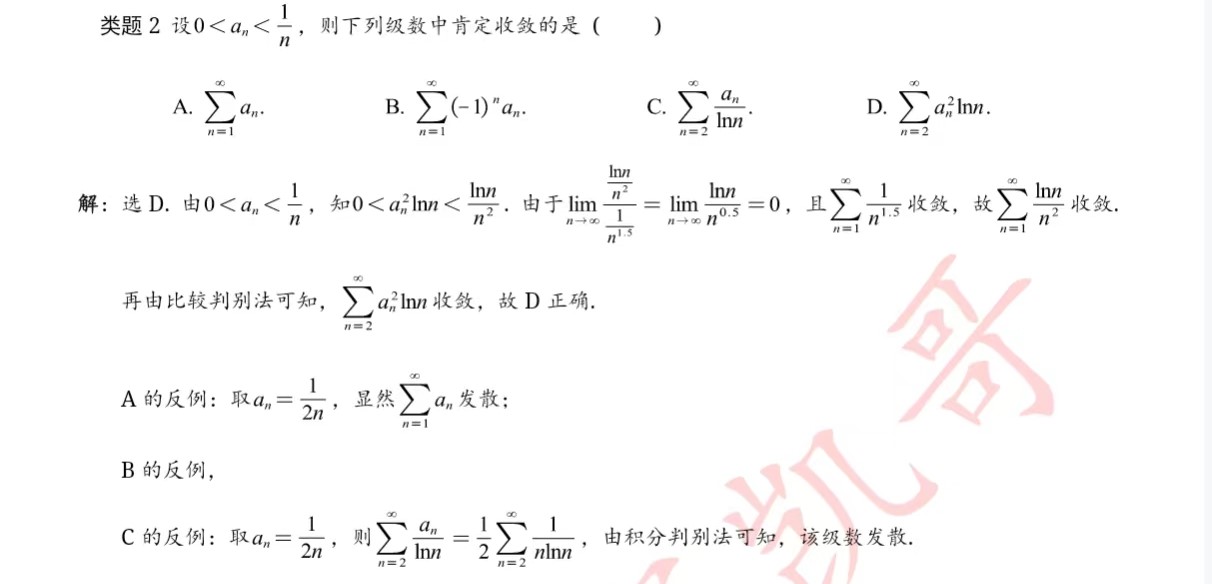 类题 2 设 $0<a_n<\frac{1}{n}$，则下列级数中肯定收敛的是（ ）
A. $\sum_{n=1}^{\infty}a_n$. B. $\sum_{n=1}^{\infty}(-1)^n a_n$. C. $\sum_{n=2}^{\infty}\frac{a_n}{\ln n}$. D. $\sum_{n=2}^{\infty}a_n^2\ln n$.
解：选 D. 由 $0<a_n<\frac{1}{n}$，知 $0<a_n^2\ln n<\frac{\ln n}{n^2}$. 由于 $\lim_{n\to\infty}\frac{\frac{\ln n}{n^2}}{\frac{1}{n^{1.5}}}=\lim_{n\to\infty}\frac{\ln n}{n^{0.5}}=0$，且 $\sum_{n=1}^{\infty}\frac{1}{n^{1.5}}$ 收敛，故 $\sum_{n=1}^{\infty}\frac{\ln n}{n^2}$ 收敛.
再由比较判别法可知，$\sum_{n=2}^{\infty}a_n^2\ln n$ 收敛，故 D 正确.
A 的反例：取 $a_n=\frac{1}{2n}$，显然 $\sum_{n=1}^{\infty}a_n$ 发散；
B 的反例，
C 的反例：取 $a_n=\frac{1}{2n}$，则 $\sum_{n=2}^{\infty}\frac{a_n}{\ln n}=\frac{1}{2}\sum_{n=2}^{\infty}\frac{1}{n\ln n}$，由积分判别法可知，该级数发散.
凯哥